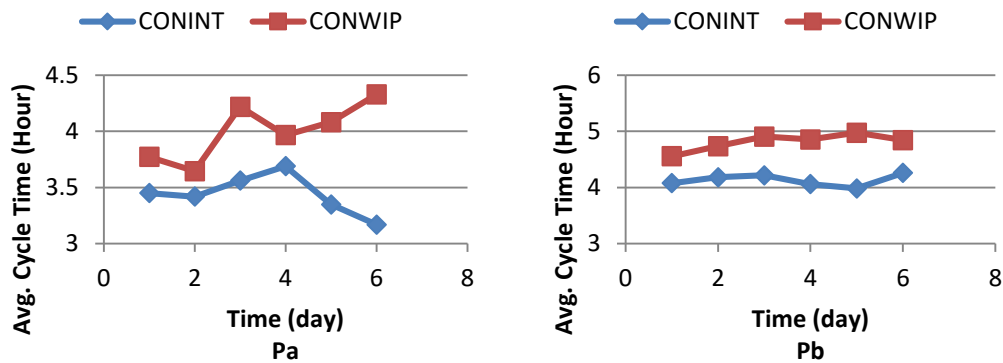 CONINT CONWIP
4.5
4
3.5
3
0 2 4 6 8
Avg. Cycle Time (Hour)
Time (day)
Pa
CONINT CONWIP
6
5
4
3
0 2 4 6 8
Avg. Cycle Time (Hour)
Time (day)
Pb